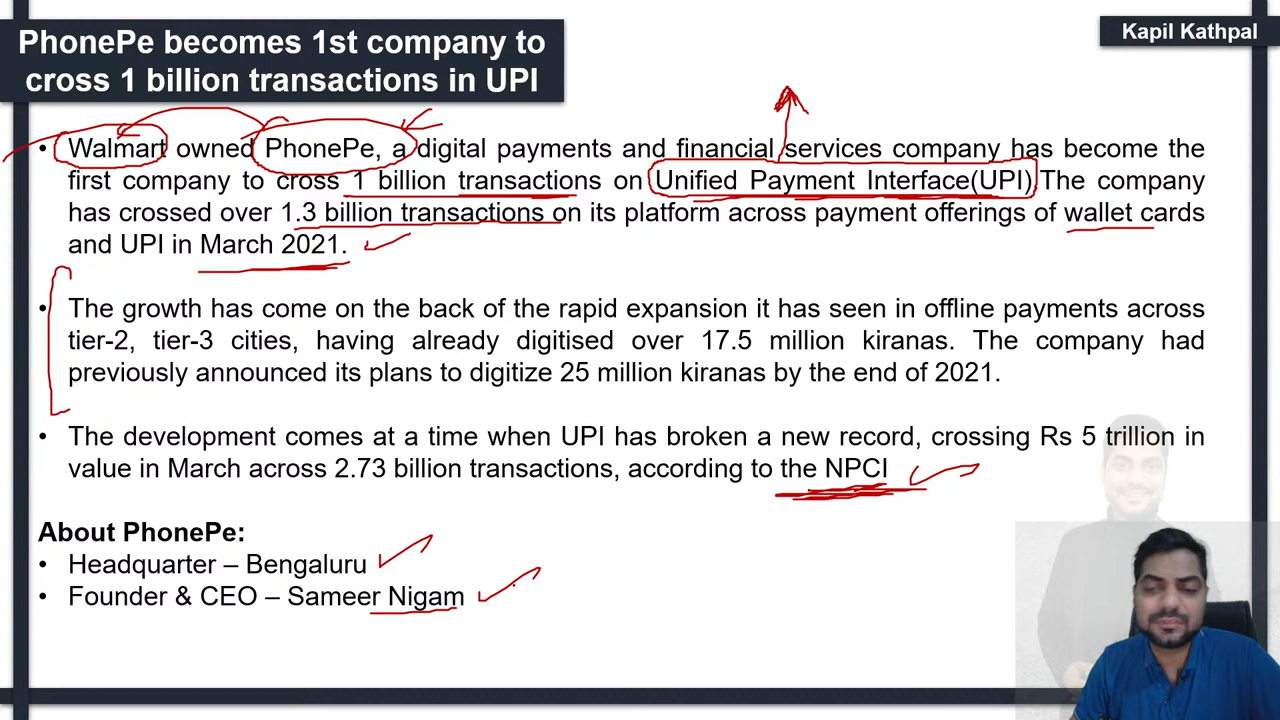 PhonePe becomes 1st company to
cross 1 billion transactions in UPI
Kapil Kathpal
• Walmart owned PhonePe, a digital payments and financial services company has become the
first company to cross 1 billion transactions on Unified Payment Interface(UPI) The company
has crossed over 1.3 billion transactions on its platform across payment offerings of wallet cards
and UPI in March 2021.
• The growth has come on the back of the rapid expansion it has seen in offline payments across
tier-2, tier-3 cities, having already digitised over 17.5 million kiranas. The company had
previously announced its plans to digitize 25 million kiranas by the end of 2021.
• The development comes at a time when UPI has broken a new record, crossing Rs 5 trillion in
value in March across 2.73 billion transactions, according to the NPCI
About PhonePe:
• Headquarter – Bengaluru
• Founder & CEO – Sameer Nigam